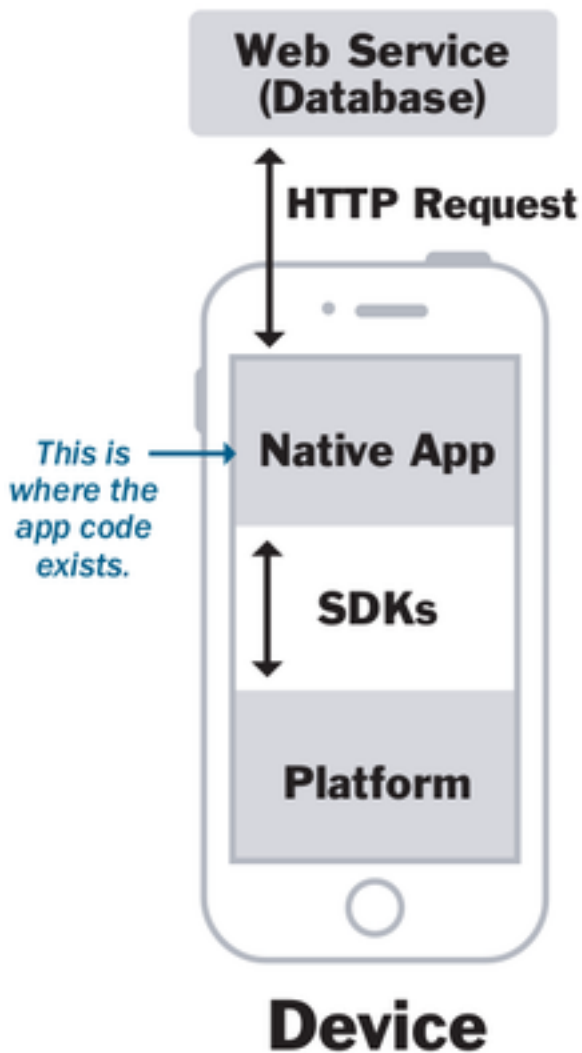 Web Service
(Database)
HTTP Request
This is
where the
app code
exists.
Native App
SDKs
Platform
Device